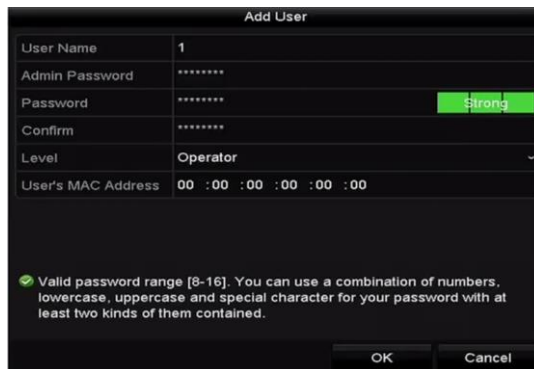 Add User
User Name 1
Admin Password ********
Password ******** Strong
Confirm ********
Level Operator
User's MAC Address 00 :00 :00 :00 :00 :00
Valid password range [8-16]. You can use a combination of numbers,
lowercase, uppercase and special character for your password with at
least two kinds of them contained.
OK Cancel